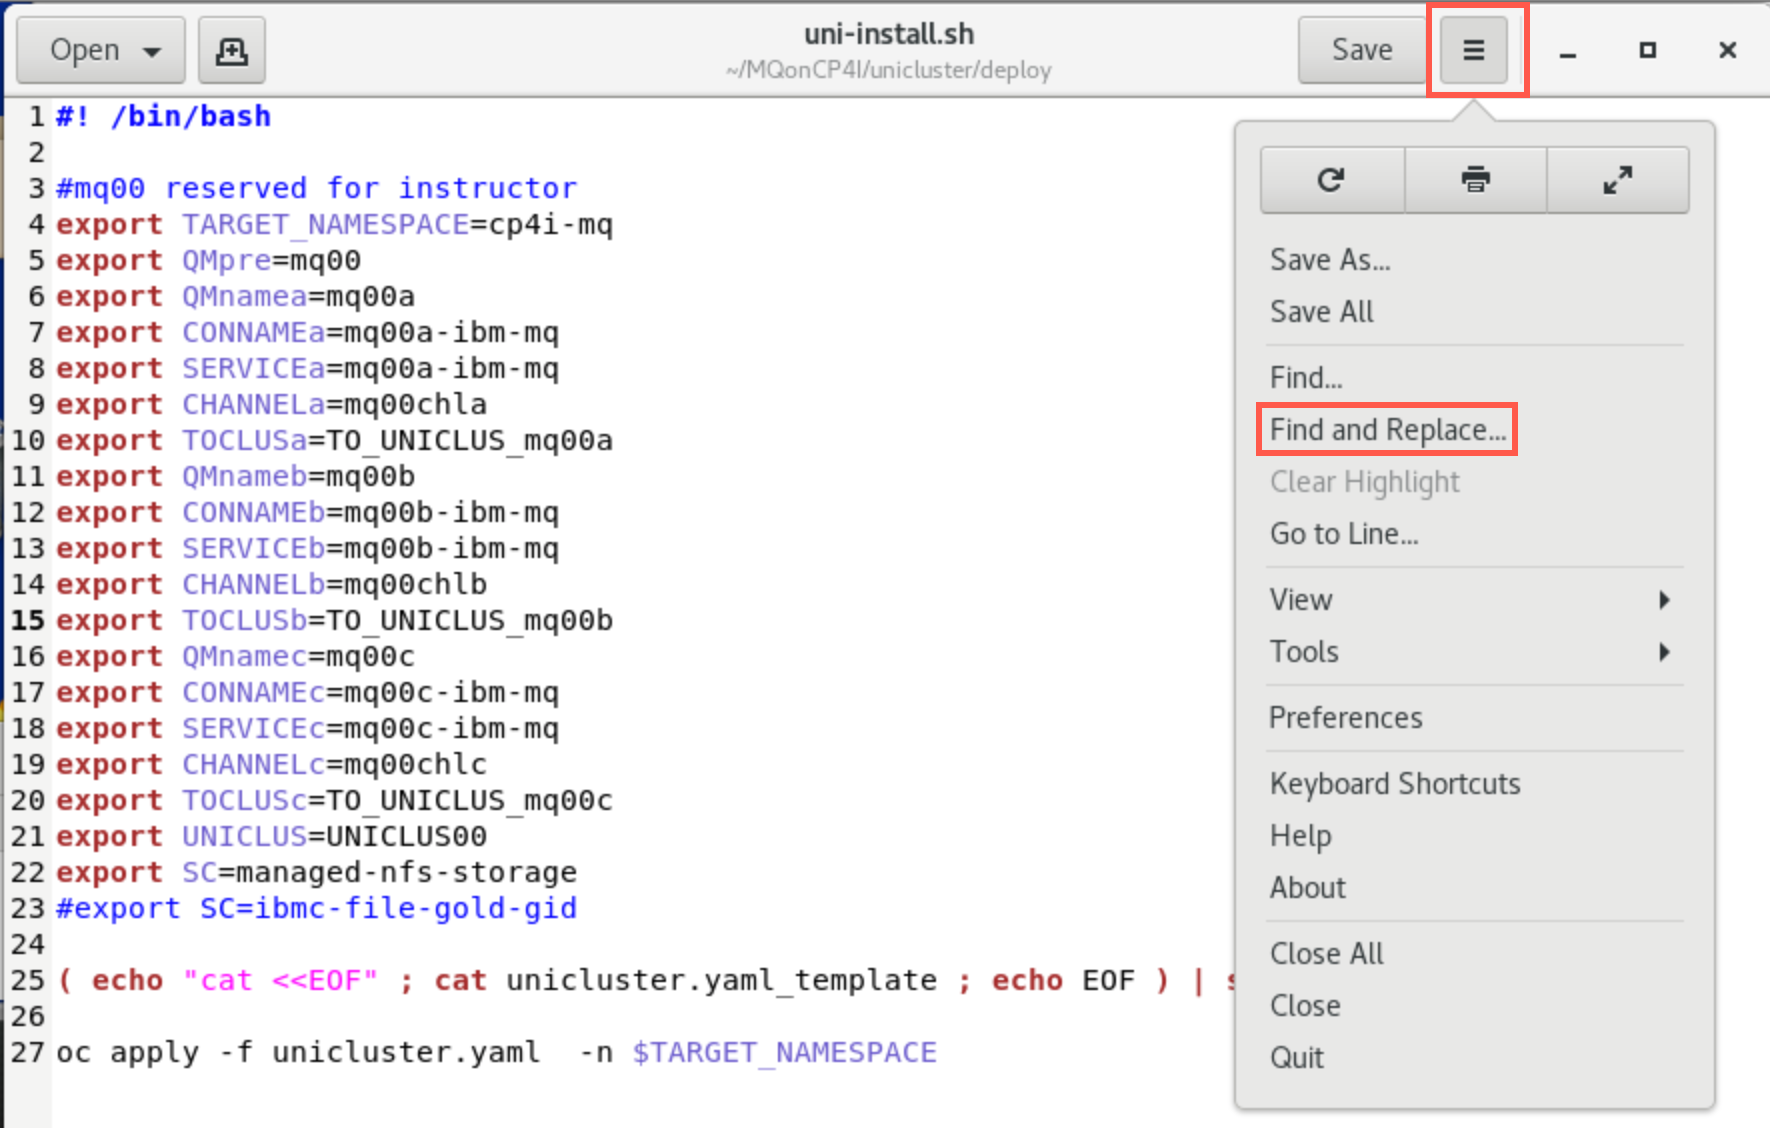 Open
uni-install.sh
~/MQonCP4I/unicluster/deploy
Save
1 #! /bin/bash
2
3 #mq00 reserved for instructor
4 export TARGET_NAMESPACE=cp4i-mq
5 export QMpre=mq00
6 export QMnamea=mq00a
7 export CONNAMEa=mq00a-ibm-mq
8 export SERVICEa=mq00a-ibm-mq
9 export CHANNELa=mq00chla
10 export TOCLUSa=TO_UNICLUS_mq00a
11 export QMnameb=mq00b
12 export CONNAMEb=mq00b-ibm-mq
13 export SERVICEb=mq00b-ibm-mq
14 export CHANNELb=mq00chlb
15 export TOCLUSb=TO_UNICLUS_mq00b
16 export QMnamec=mq00c
17 export CONNAMEc=mq00c-ibm-mq
18 export SERVICEc=mq00c-ibm-mq
19 export CHANNELc=mq00chlc
20 export TOCLUSc=TO_UNICLUS_mq00c
21 export UNICLUS=UNICLUS00
22 export SC=managed-nfs-storage
23 #export SC=ibmc-file-gold-gid
24
25 ( echo "cat <<EOF" ; cat unicluster.yaml_template ; echo EOF ) |
26
27 oc apply -f unicluster.yaml  -n $TARGET_NAMESPACE
Save As...
Save All
Find...
Find and Replace...
Clear Highlight
Go to Line...
View
Tools
Preferences
Keyboard Shortcuts
Help
About
Close All
Close
Quit